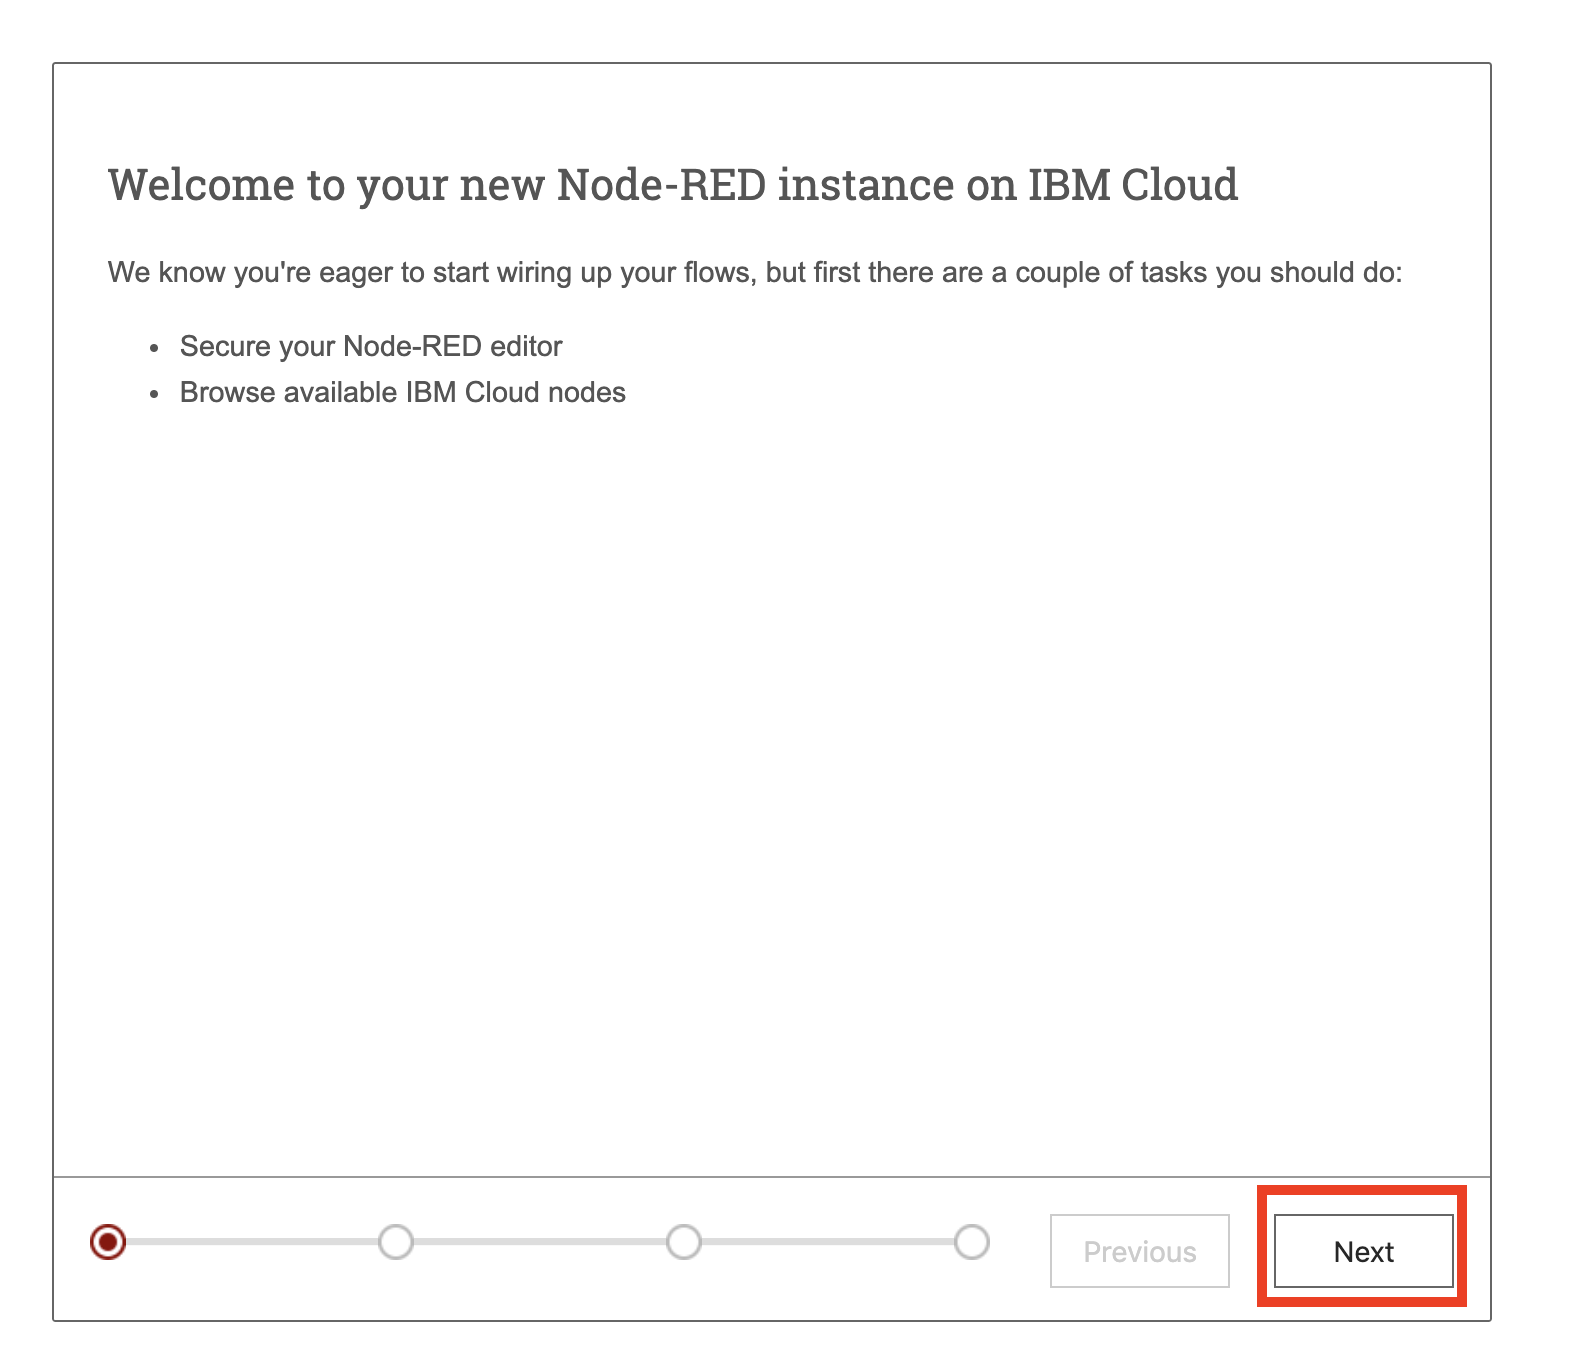 Welcome to your new Node-RED instance on IBM Cloud
We know you're eager to start wiring up your flows, but first there are a couple of tasks you should do:
Secure your Node-RED editor
Browse available IBM Cloud nodes
Previous
Next